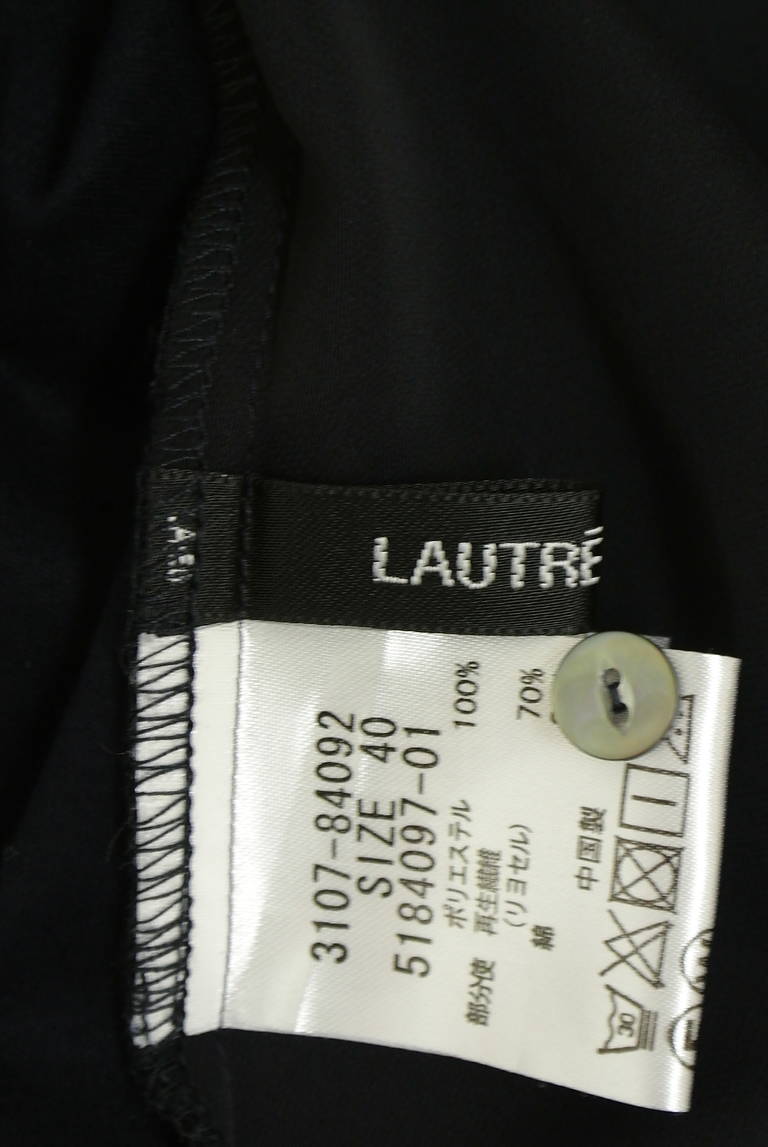 LAUTRÉ
3107-84092
SIZE 40
5184097-01
ポリエステル 100%
部分使 再生繊維 70%
(リヨセル)
綿
中国製
30